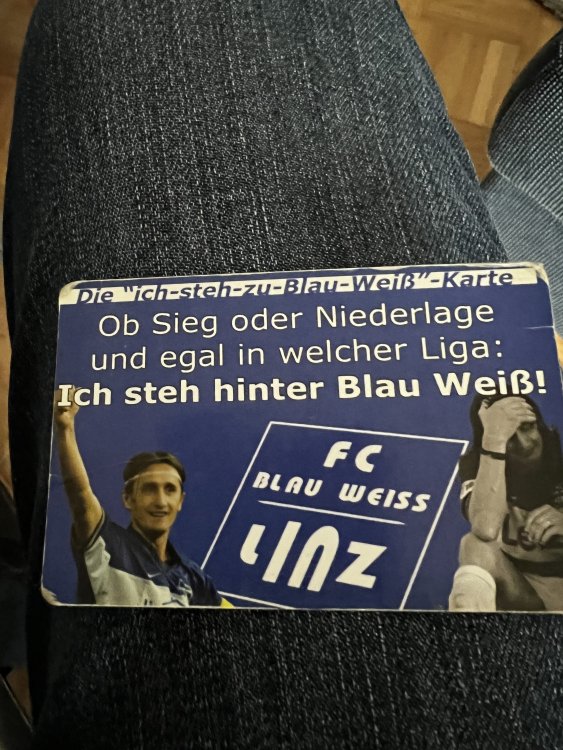 Die "ich-steh-zu-Blau-Weiß"-Karte
Ob Sieg oder Niederlage
und egal in welcher Liga:
Ich steh hinter Blau Weiß!
FC
BLAU WEISS
LINZ